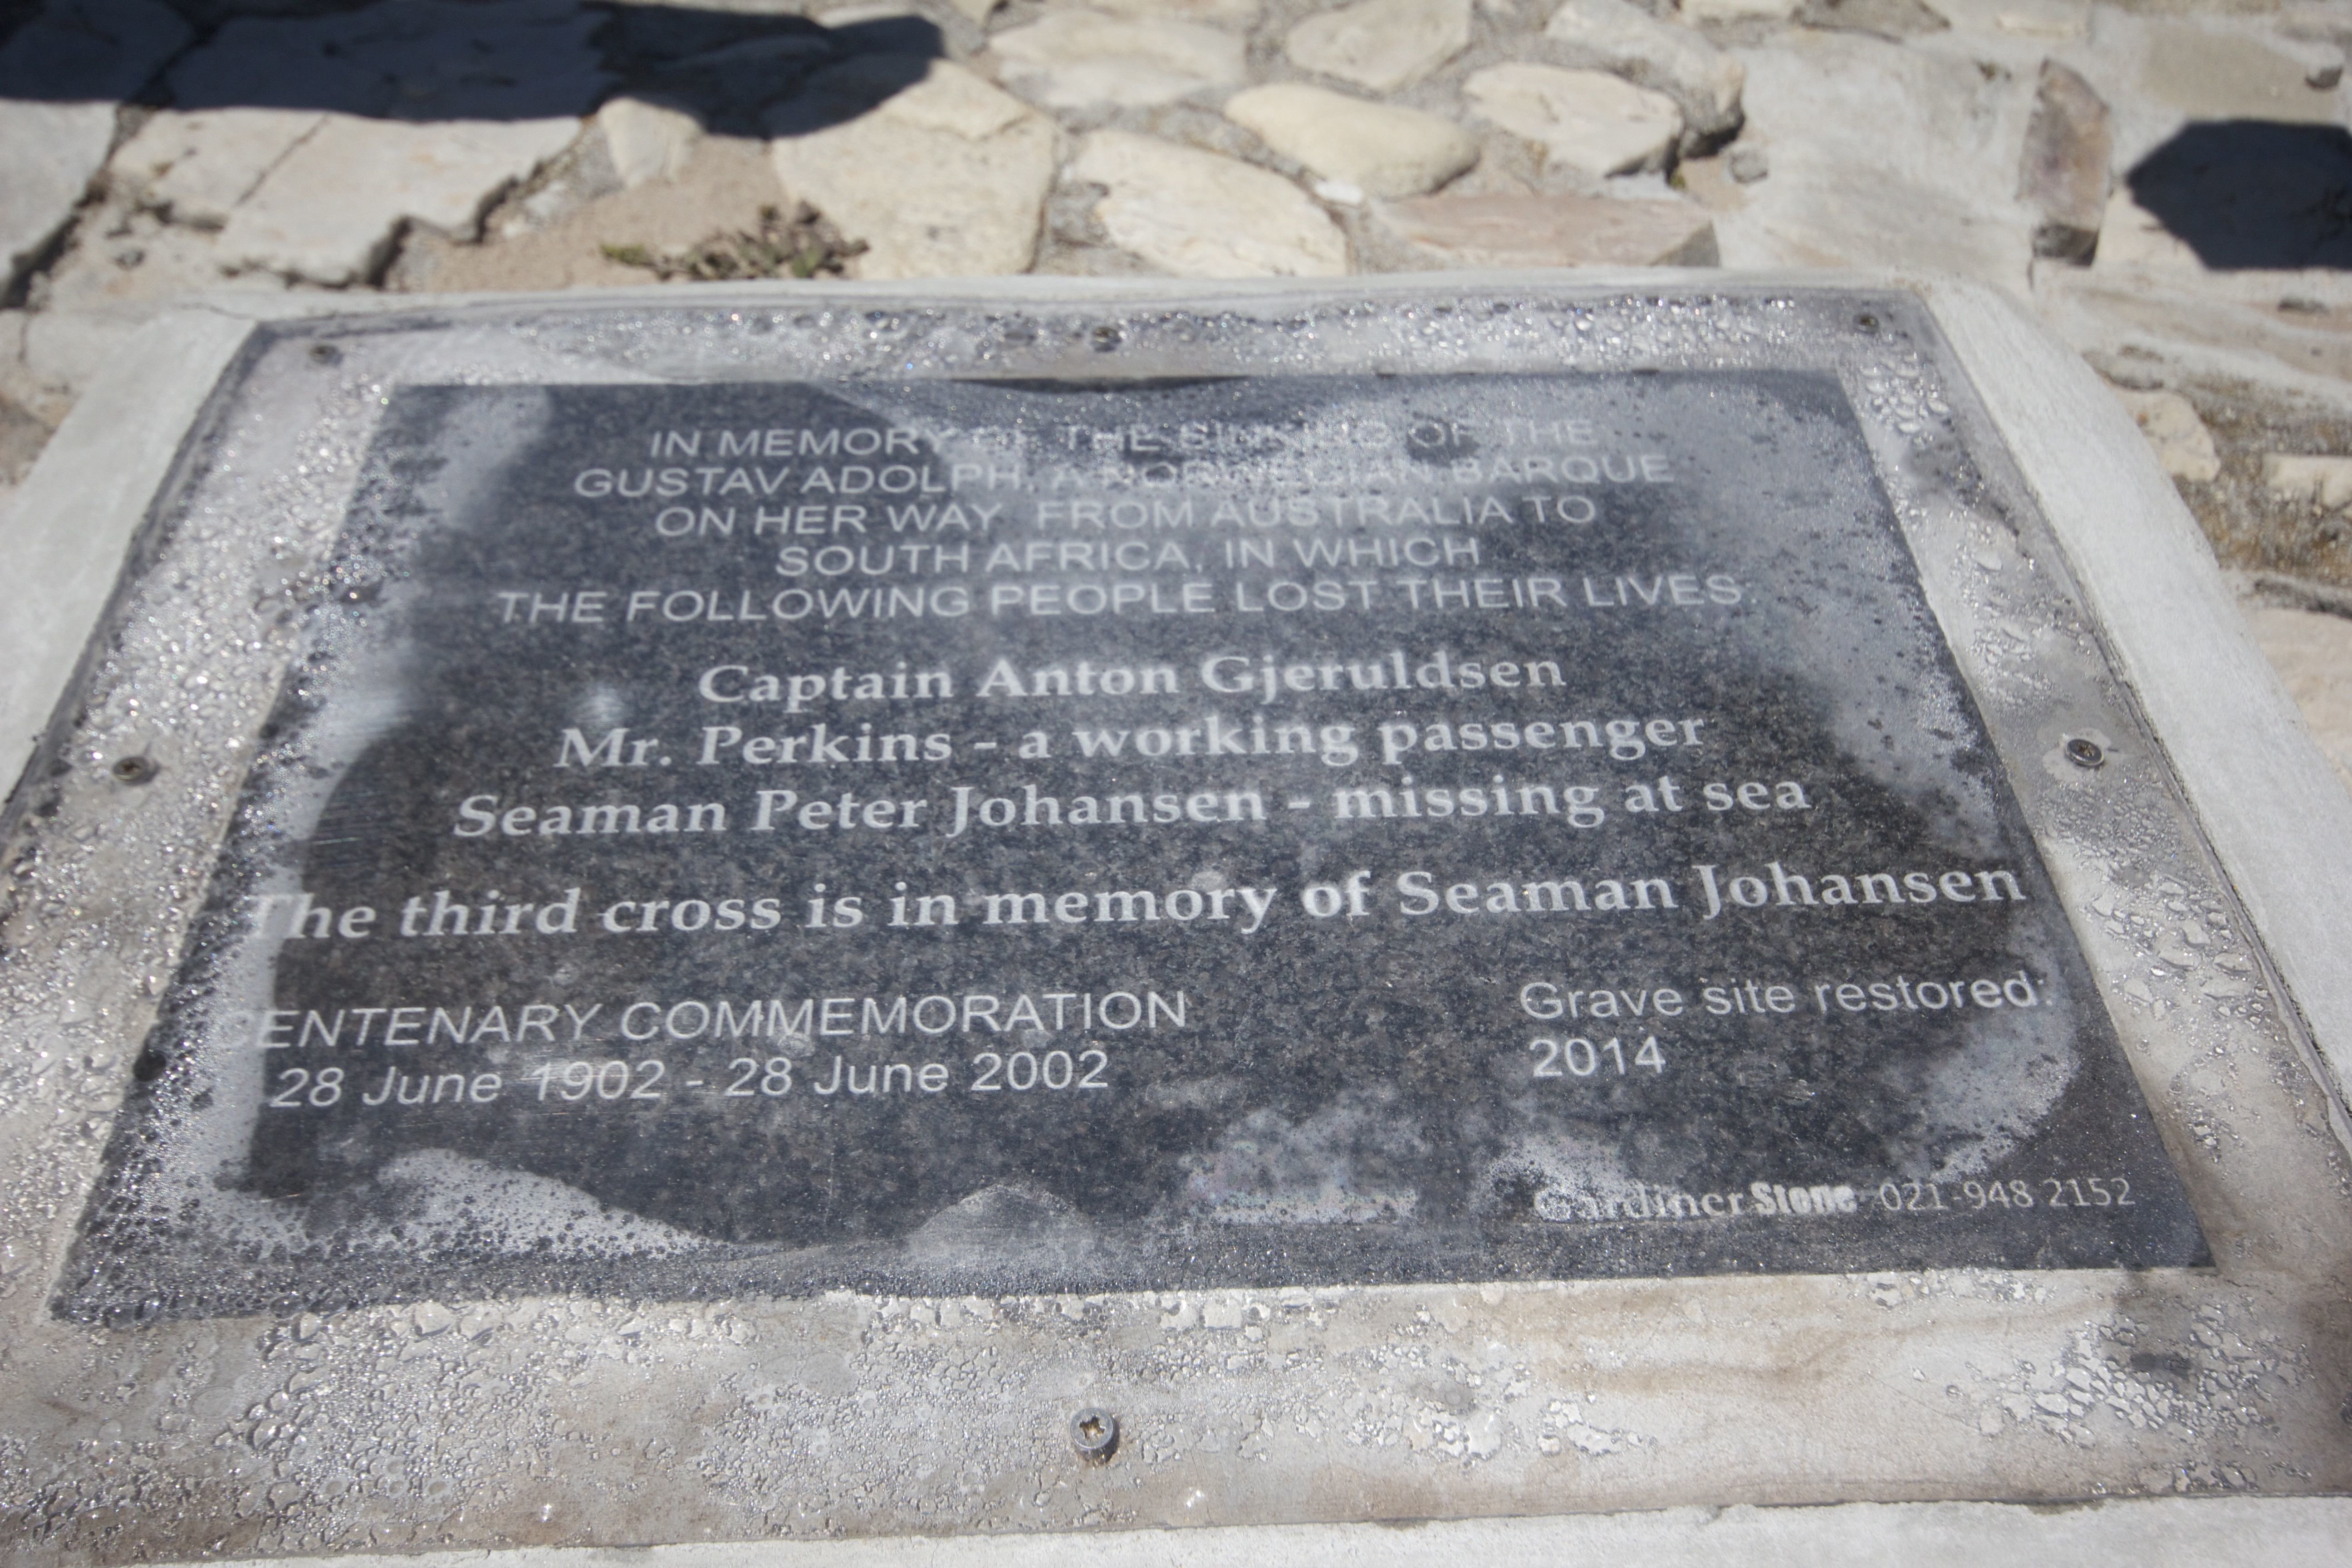 IN MEMORY OF THE SINKING OF THE
GUSTAV ADOLPH, A NORWEGIAN BARQUE
ON HER WAY FROM AUSTRALIA TO
SOUTH AFRICA, IN WHICH
THE FOLLOWING PEOPLE LOST THEIR LIVES:
Captain Anton Gjeruldsen
Mr. Perkins - a working passenger
Seaman Peter Johansen - missing at sea
The third cross is in memory of Seaman Johansen
CENTENARY COMMEMORATION
28 June 1902 - 28 June 2002
Grave site restored:
2014
Gardiner Stone 021-948 2152